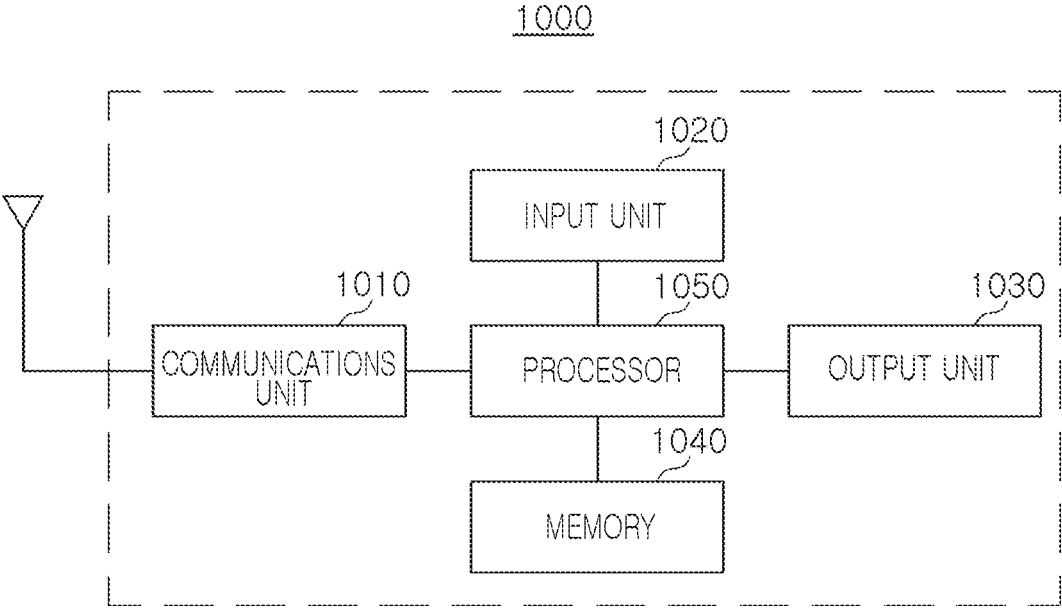 1000
1020
INPUT UNIT
1010
COMMUNICATIONS
UNIT
1050
PROCESSOR
1030
OUTPUT UNIT
1040
MEMORY